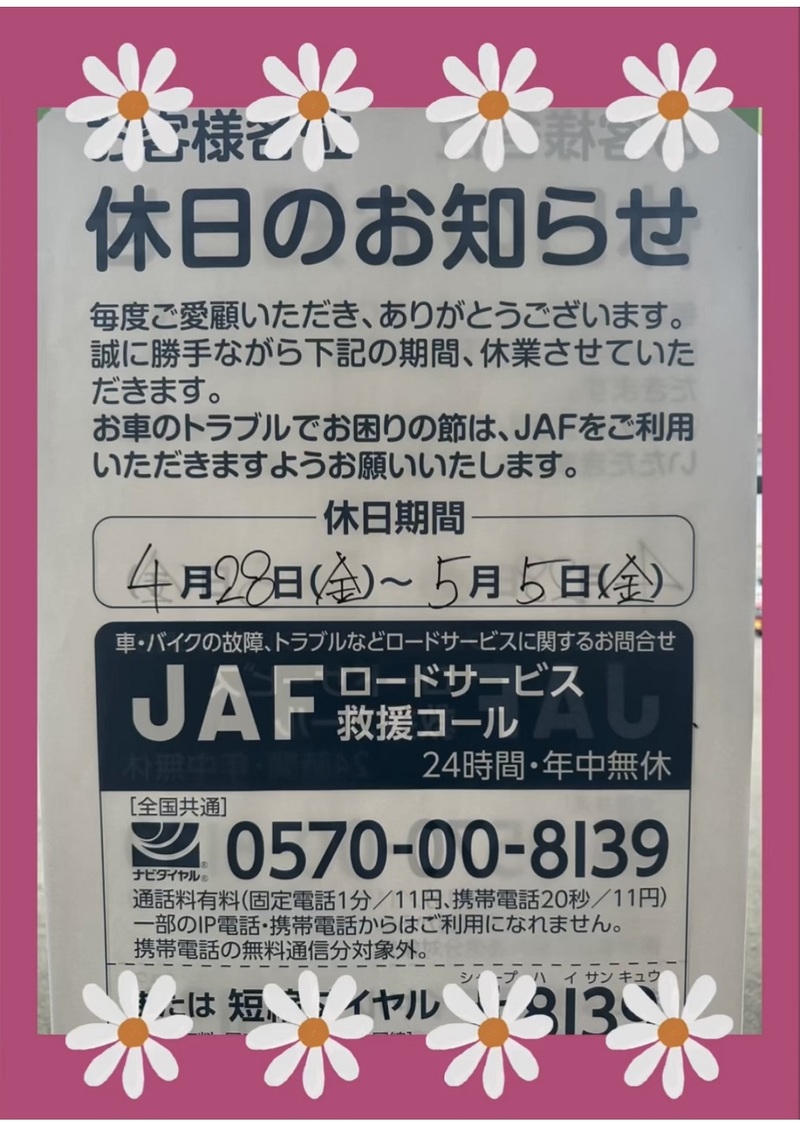 お客様各位
休日のお知らせ
毎度ご愛顧いただき、ありがとうございます。
誠に勝手ながら下記の期間、休業させていた
だきます。
お車のトラブルでお困りの節は、JAFをご利用
いただきますようお願いいたします。
休日期間
4月28日(金)～5月5日(金)
車・バイクの故障、トラブルなどロードサービスに関するお問合せ
JAF ロードサービス
救援コール
24時間・年中無休
[全国共通]
ナビダイヤル® 0570-00-8139
通話料有料(固定電話1分／11円、携帯電話20秒／11円)
一部のIP電話・携帯電話からはご利用になれません。
携帯電話の無料通信分対象外。
または 短縮ダイヤル 8139